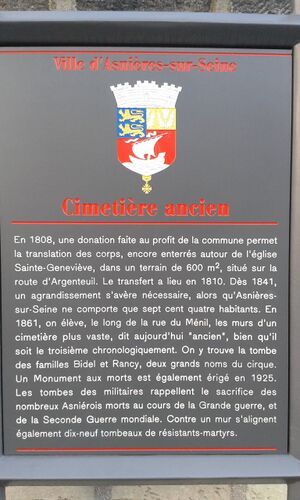 Ville d'Asnières-sur-Seine
Cimetière ancien
En 1808, une donation faite au profit de la commune permet
la translation des corps, encore enterrés autour de l'église
Sainte-Geneviève, dans un terrain de 600 m², situé sur la
route d'Argenteuil. Le transfert a lieu en 1810. Dès 1841,
un agrandissement s'avère nécessaire, alors qu'Asnières-
sur-Seine ne comporte que sept cent quatre habitants. En
1861, on élève, le long de la rue du Ménil, les murs d'un
cimetière plus vaste, dit aujourd'hui "ancien", bien qu'il
soit le troisième chronologiquement. On y trouve la tombe
des familles Bidel et Rancy, deux grands noms du cirque.
Un Monument aux morts est également érigé en 1925.
Les tombes des militaires rappellent le sacrifice des
nombreux Asniérois morts au cours de la Grande guerre, et
de la Seconde Guerre mondiale. Contre un mur s'alignent
également dix-neuf tombeaux de résistants-martyrs.